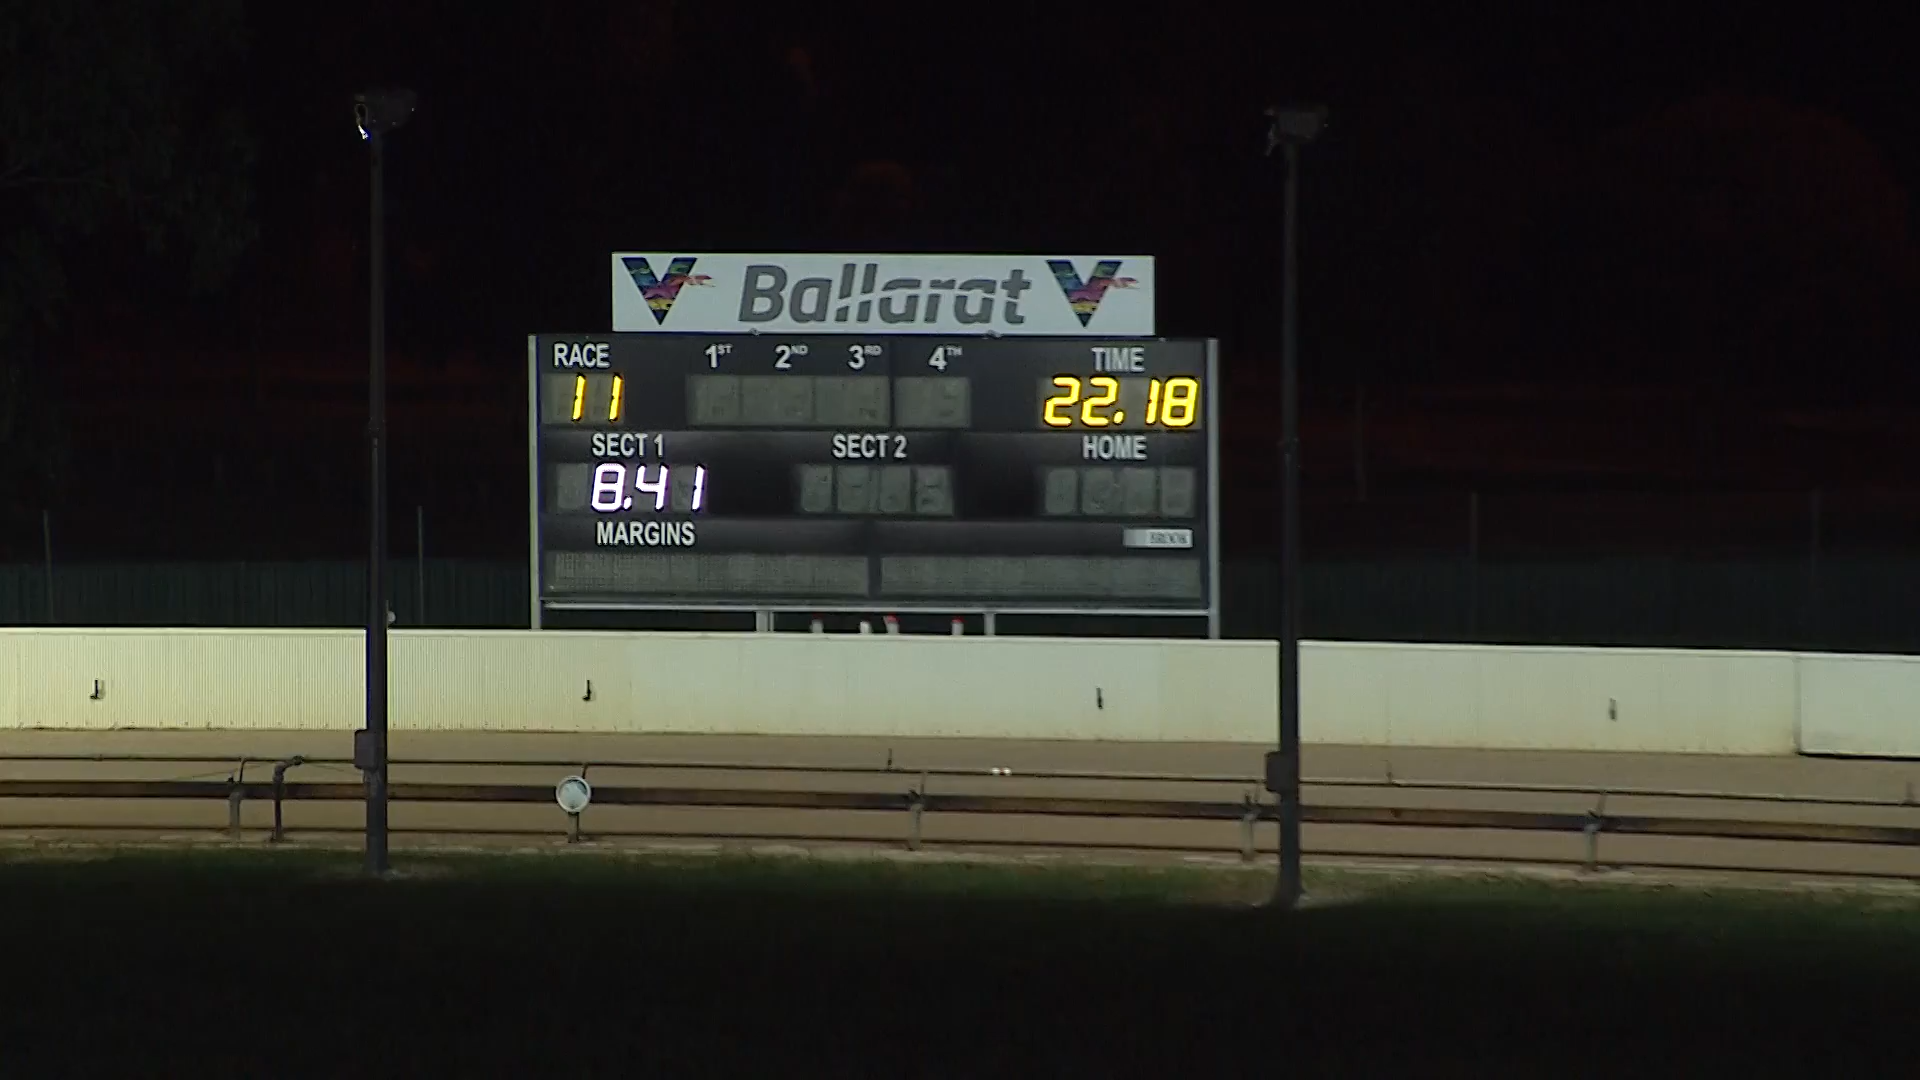 Ballarat
RACE 1ST 2ND 3RD 4TH TIME
11 22.18
SECT 1 SECT 2 HOME
8.41
MARGINS